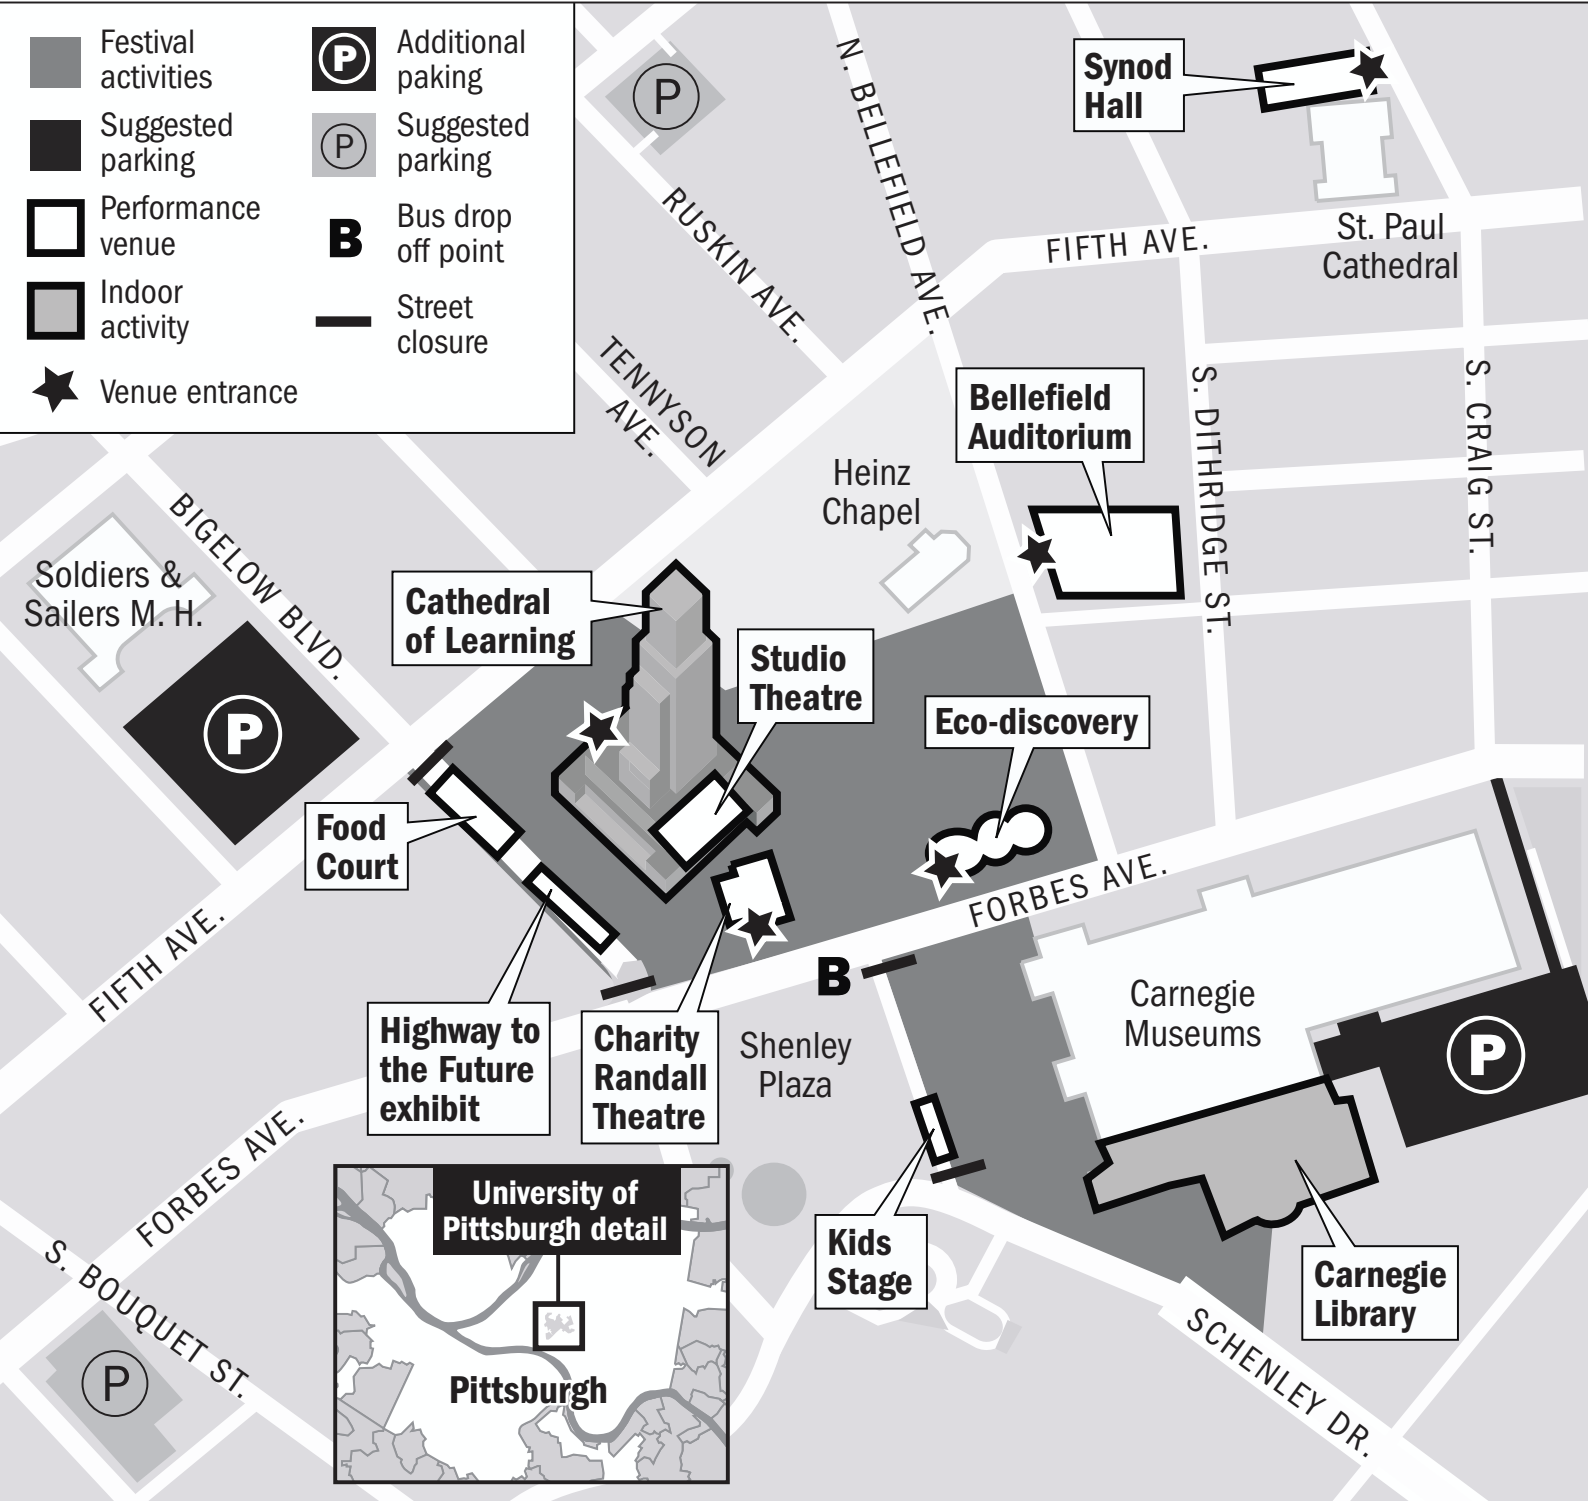 Festival
activities
Suggested
parking
Performance
venue
Indoor
activity
Venue entrance
P
Additional
paking
P
Suggested
parking
B
Bus drop
off point
Street
closure
P
N. BELLEFIELD AVE.
Synod
Hall
RUSKIN AVE.
FIFTH AVE.
St. Paul
Cathedral
TENNYSON
AVE.
Bellefield
Auditorium
S. DITHRIDGE ST.
S. CRAIG ST.
Heinz
Chapel
BIGELOW BLVD.
Soldiers &
Sailers M. H.
Cathedral
of Learning
Studio
Theatre
P
Eco-discovery
Food
Court
FORBES AVE.
FIFTH AVE.
B
Carnegie
Museums
Highway to
the Future
exhibit
Charity
Randall
Theatre
Shenley
Plaza
P
FORBES AVE.
University of
Pittsburgh detail
Kids
Stage
Carnegie
Library
S. BOUQUET ST.
SCHENLEY DR.
P
Pittsburgh